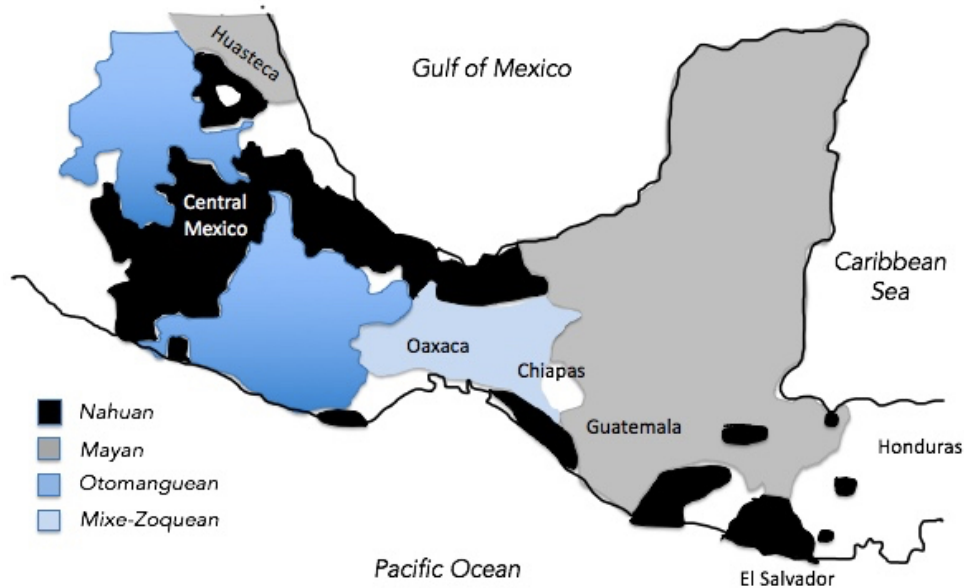 Huasteca
Gulf of Mexico
Central
Mexico
Caribbean
Sea
Oaxaca
Chiapas
Guatemala
Honduras
Nahuan
Mayan
Otomanguean
Mixe-Zoquean
Pacific Ocean
El Salvador